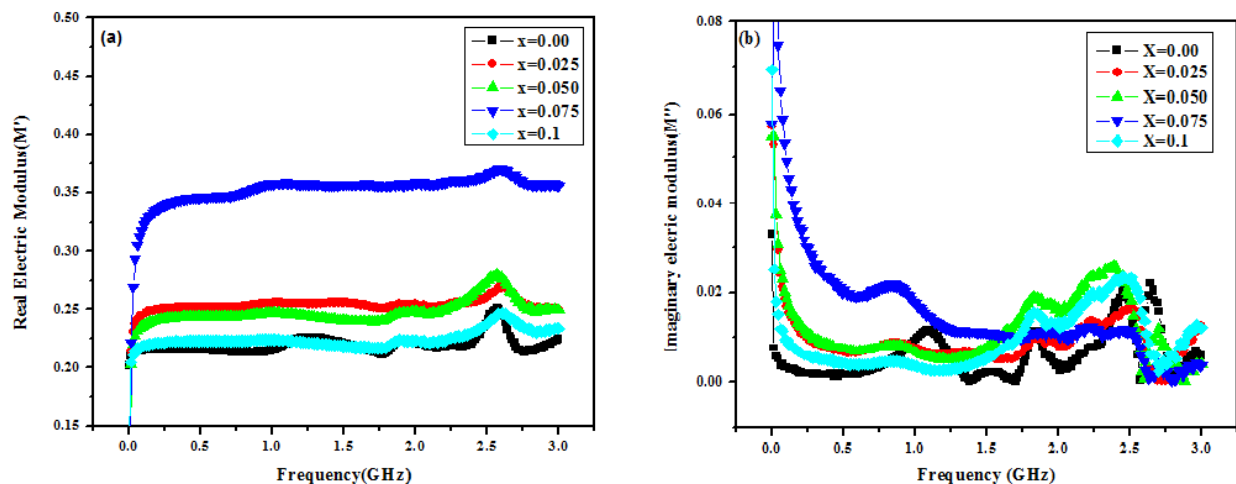 (a)
x=0.00
x=0.025
x=0.050
x=0.075
x=0.1
0.50
0.45
0.40
0.35
0.30
0.25
0.20
0.15
Real Electric Modulus(M')
0.0 0.5 1.0 1.5 2.0 2.5 3.0
Frequency(GHz)
(b)
X=0.00
X=0.025
X=0.050
X=0.075
X=0.1
0.08
0.06
0.04
0.02
0.00
Imaginary elecric modulus(M'')
0.0 0.5 1.0 1.5 2.0 2.5 3.0
Frequency (GHz)